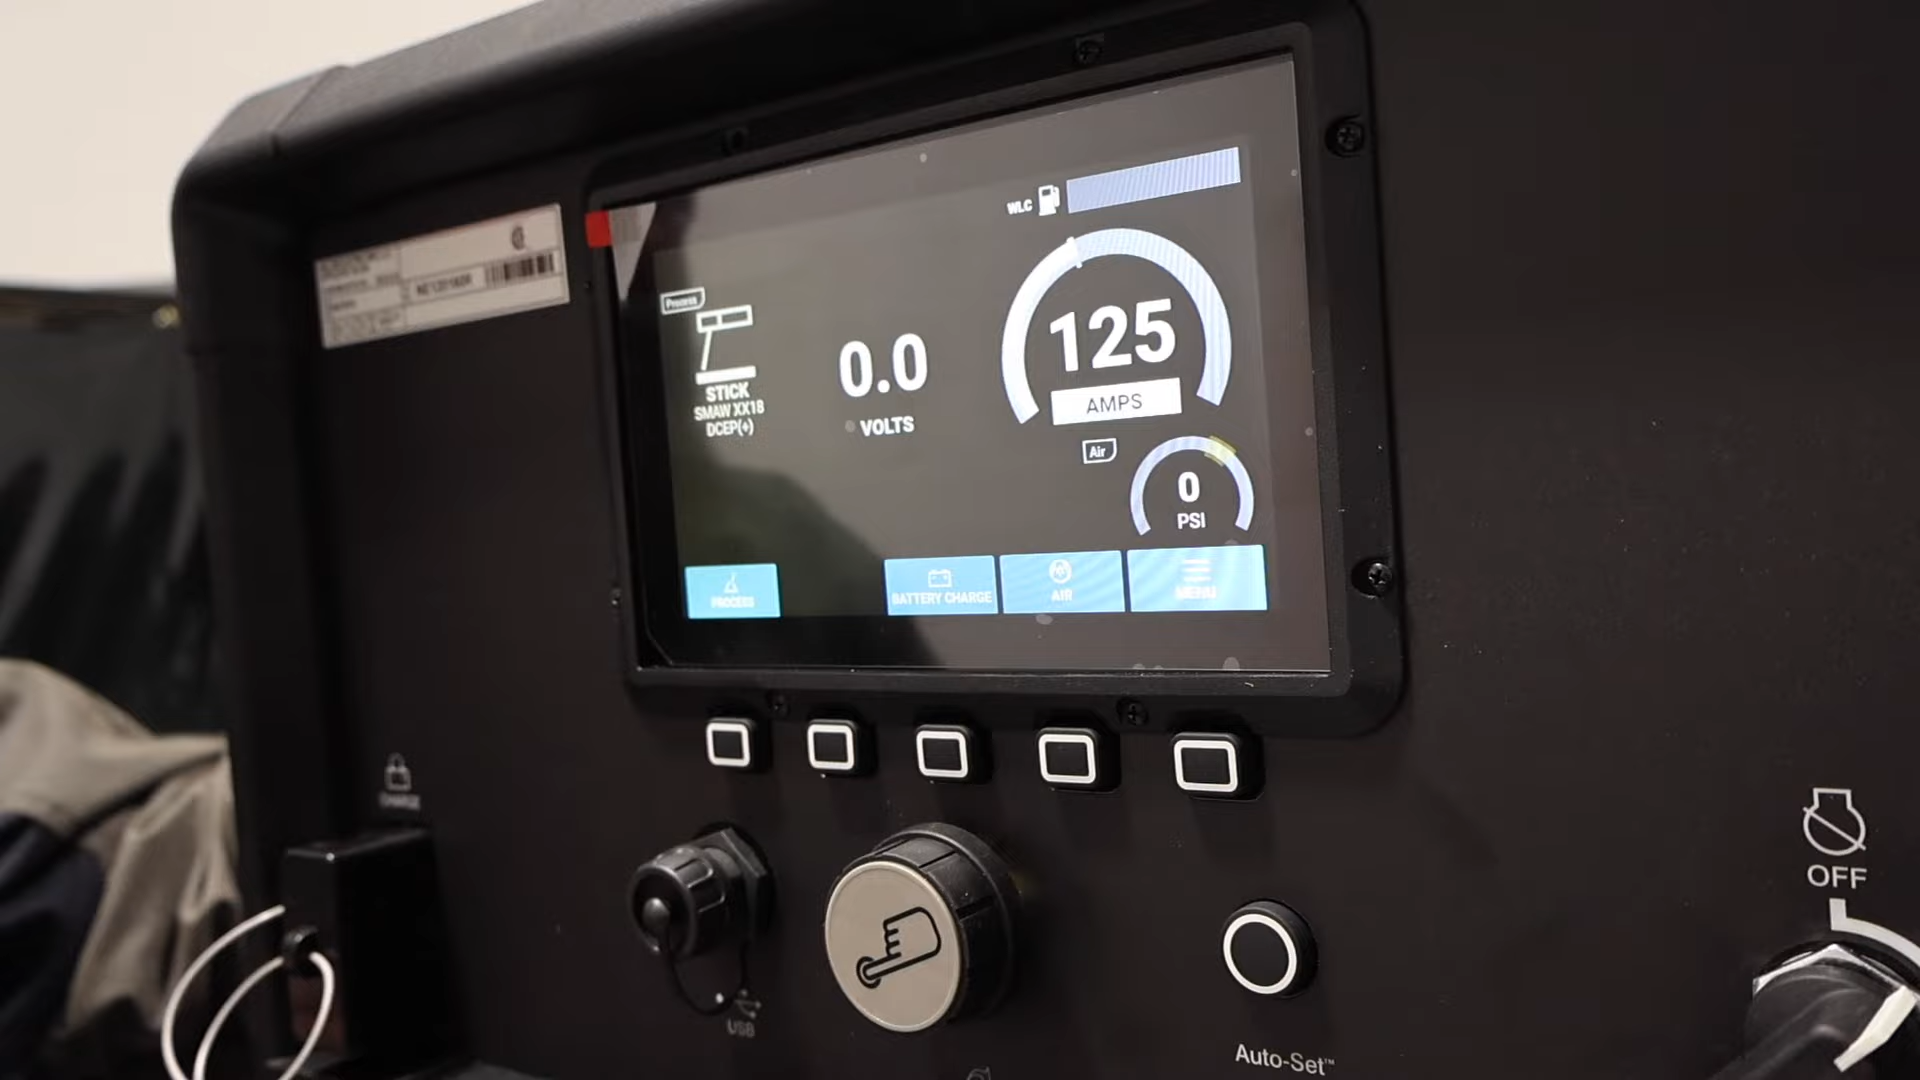 WLC
Process
STICK
SMAW XX18
DCEP(+)
0.0
VOLTS
125
AMPS
Air
0
PSI
PROCESS
BATTERY CHARGE
AIR
MENU
CHARGE
USB
OFF
Auto-Set™